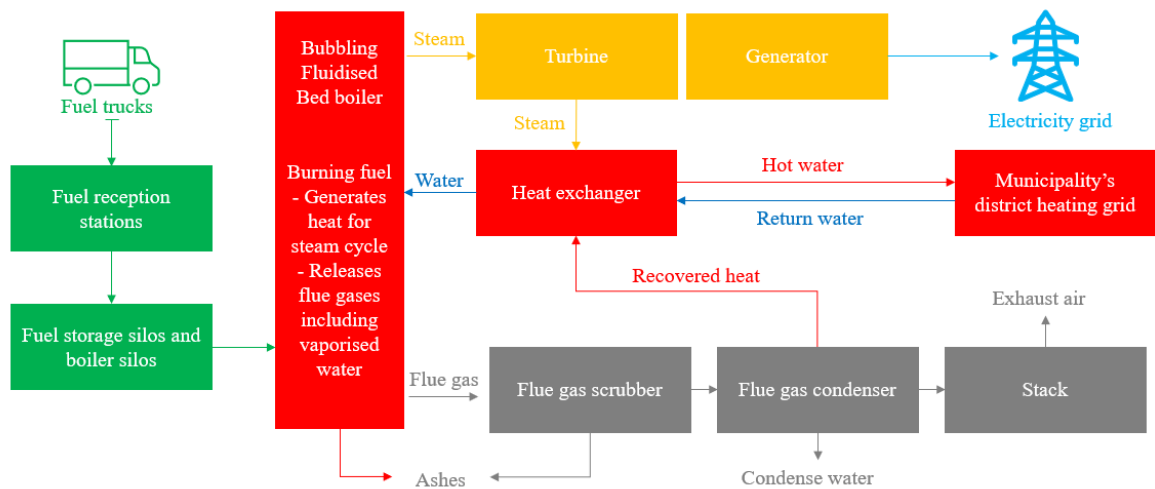 Fuel trucks
Fuel reception
stations
Fuel storage silos and
boiler silos
Bubbling
Fluidised
Bed boiler
Burning fuel
- Generates
heat for
steam cycle
- Releases
flue gases
including
vaporised
water
Steam
Turbine
Generator
Electricity grid
Steam
Water
Heat exchanger
Hot water
Return water
Municipality's
district heating grid
Recovered heat
Exhaust air
Flue gas
Flue gas scrubber
Flue gas condenser
Stack
Ashes
Condense water